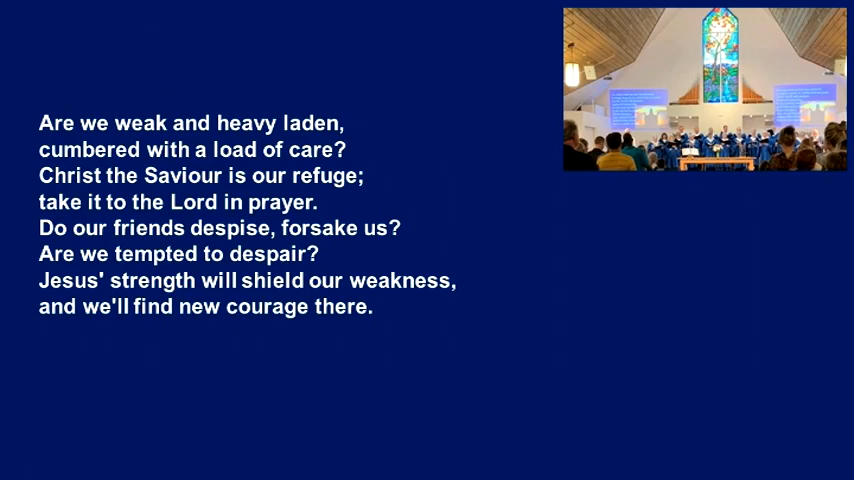 Are we weak and heavy laden,
cumbered with a load of care?
Christ the Saviour is our refuge;
take it to the Lord in prayer.
Do our friends despise, forsake us?
Are we tempted to despair?
Jesus' strength will shield our weakness,
and we'll find new courage there.